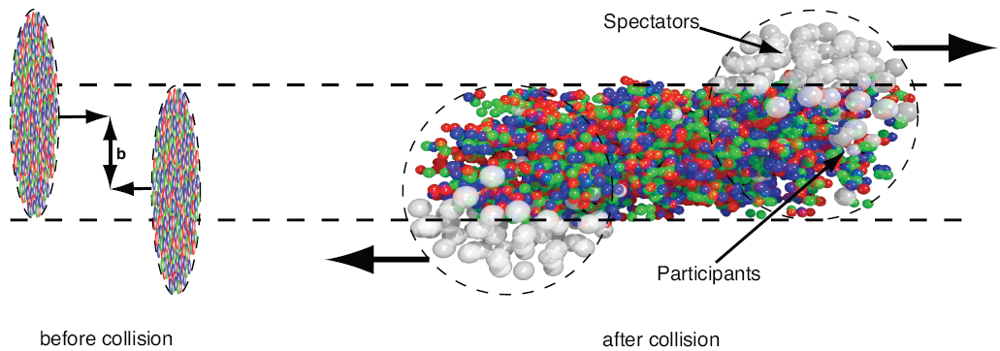 Spectators
b
Participants
before collision
after collision